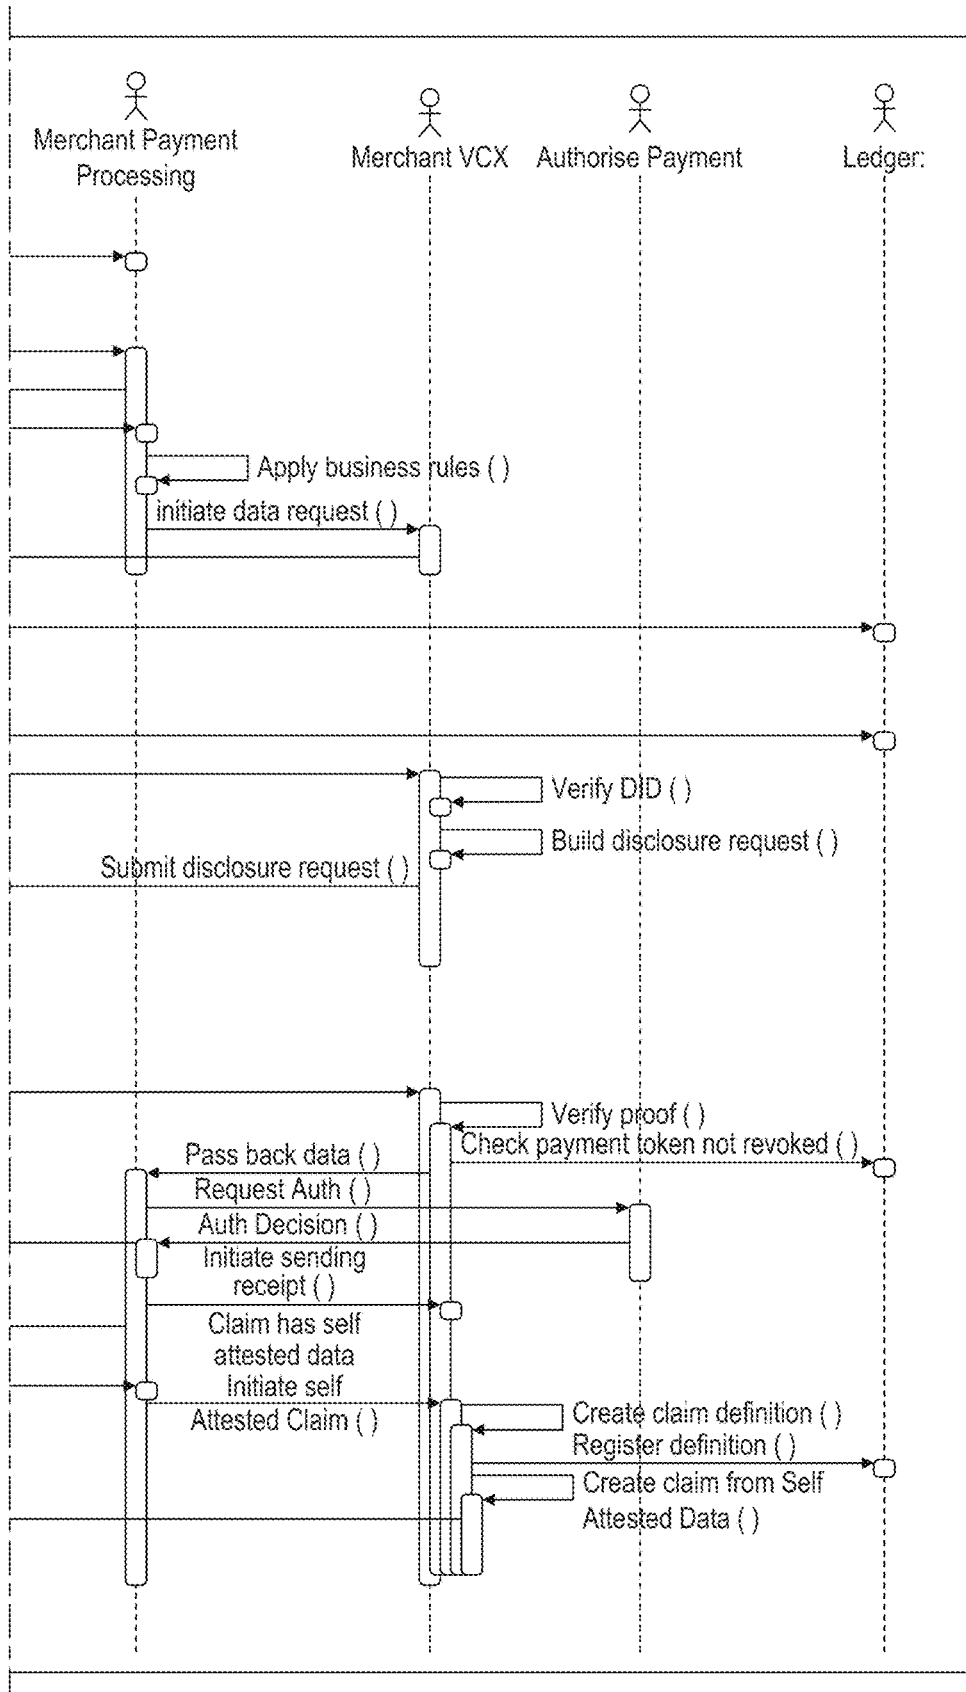 Merchant Payment
Processing
Merchant VCX
Authorise Payment
Ledger:
Apply business rules ( )
initiate data request ( )
Verify DID ( )
Build disclosure request ( )
Submit disclosure request ( )
Verify proof ( )
Check payment token not revoked ( )
Pass back data ( )
Request Auth ( )
Auth Decision ( )
Initiate sending
receipt ( )
Claim has self
attested data
Initiate self
Attested Claim ( )
Create claim definition ( )
Register definition ( )
Create claim from Self
Attested Data ( )